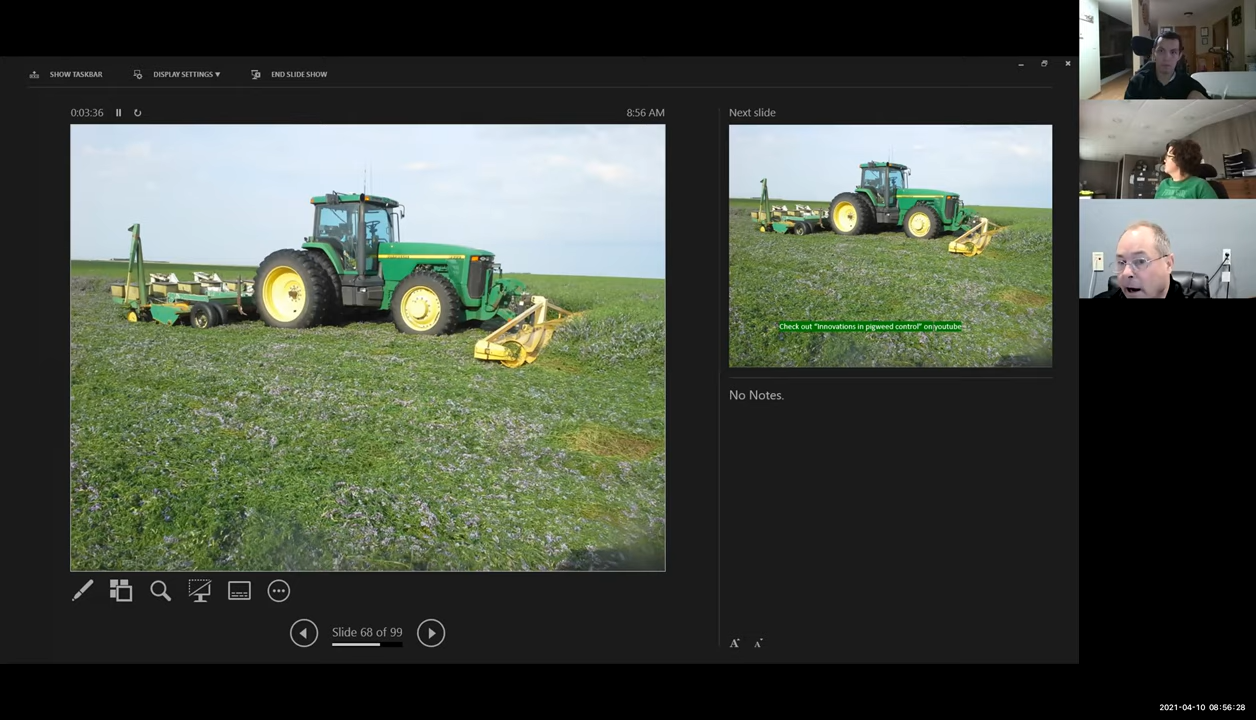 SHOW TASKBAR
DISPLAY SETTINGS ▼
END SLIDE SHOW
0:03:36
8:56 AM
Next slide
Check out "Innovations in pigweed control" on youtube
No Notes.
Slide 68 of 99
A
A
2021-04-10 08:56:28